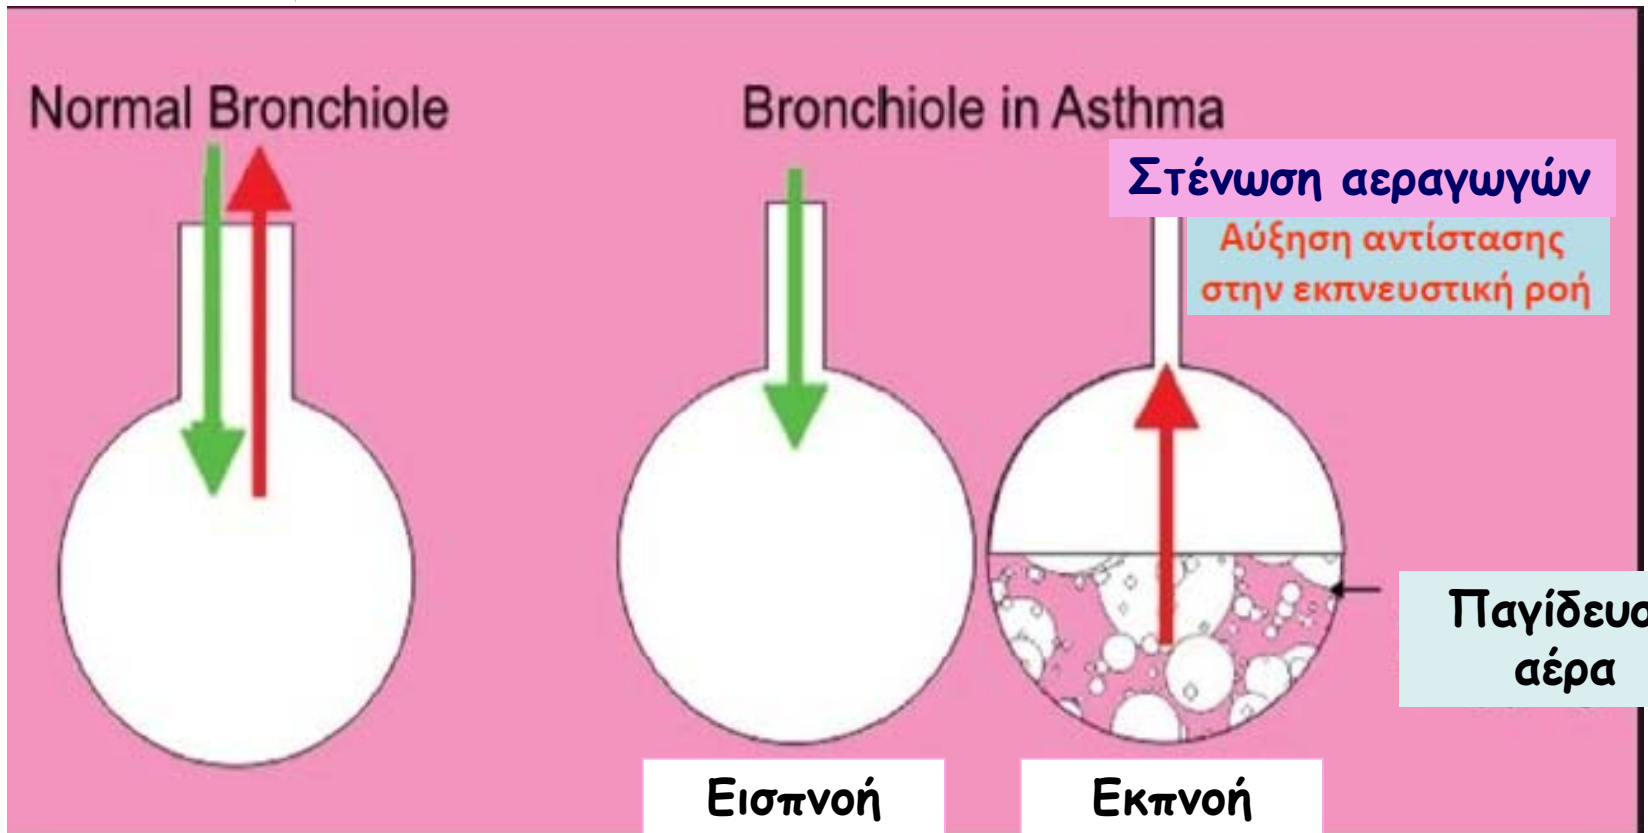 Normal Bronchiole
Bronchiole in Asthma
Στένωση αεραγωγών
Αύξηση αντίστασης
στην εκπνευστική ροή
αέρα
Εισπνοή
Εκπνοή